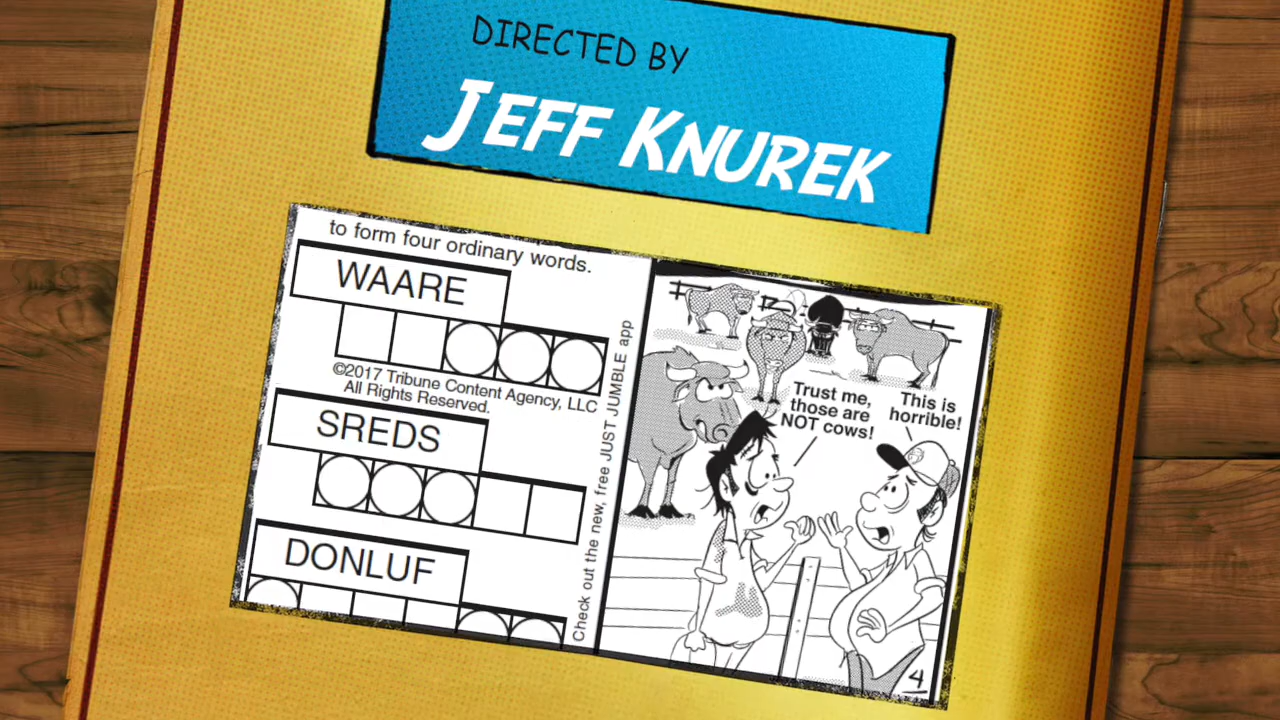 DIRECTED BY
JEFF KNUREK
to form four ordinary words.
WAARE
©2017 Tribune Content Agency, LLC
All Rights Reserved.
SREDS
DONLUF
Check out the new, free JUST JUMBLE app
Trust me,
those are
NOT cows!
This is
horrible!
4